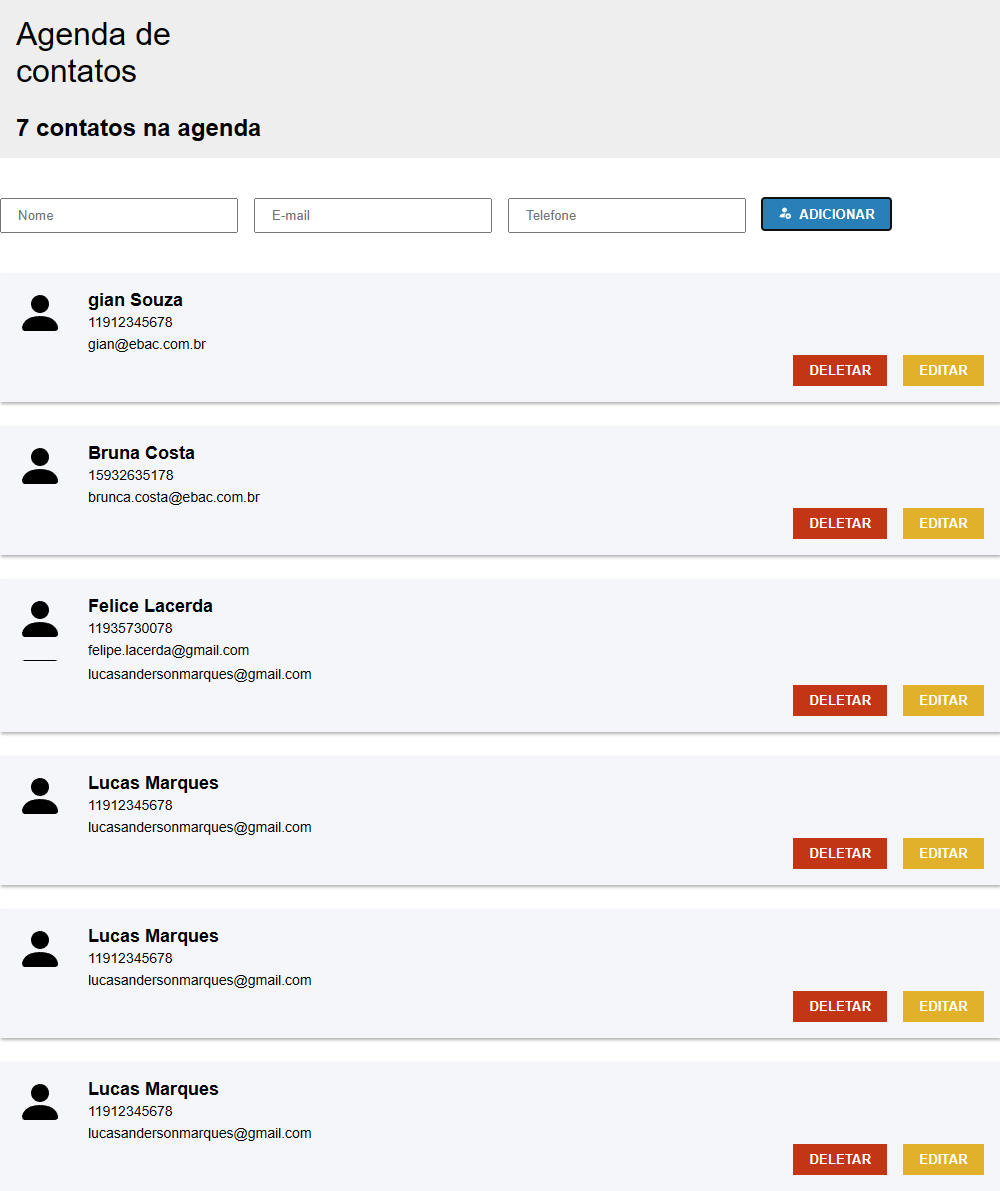 Agenda de
contatos
7 contatos na agenda
Nome
E-mail
Telefone
ADICIONAR
gian Souza
11912345678
gian@ebac.com.br
DELETAR
EDITAR
Bruna Costa
15932635178
brunca.costa@ebac.com.br
DELETAR
EDITAR
Felice Lacerda
11935730078
felipe.lacerda@gmail.com
lucasandersonmarques@gmail.com
DELETAR
EDITAR
Lucas Marques
11912345678
lucasandersonmarques@gmail.com
DELETAR
EDITAR
Lucas Marques
11912345678
lucasandersonmarques@gmail.com
DELETAR
EDITAR
Lucas Marques
11912345678
lucasandersonmarques@gmail.com
DELETAR
EDITAR